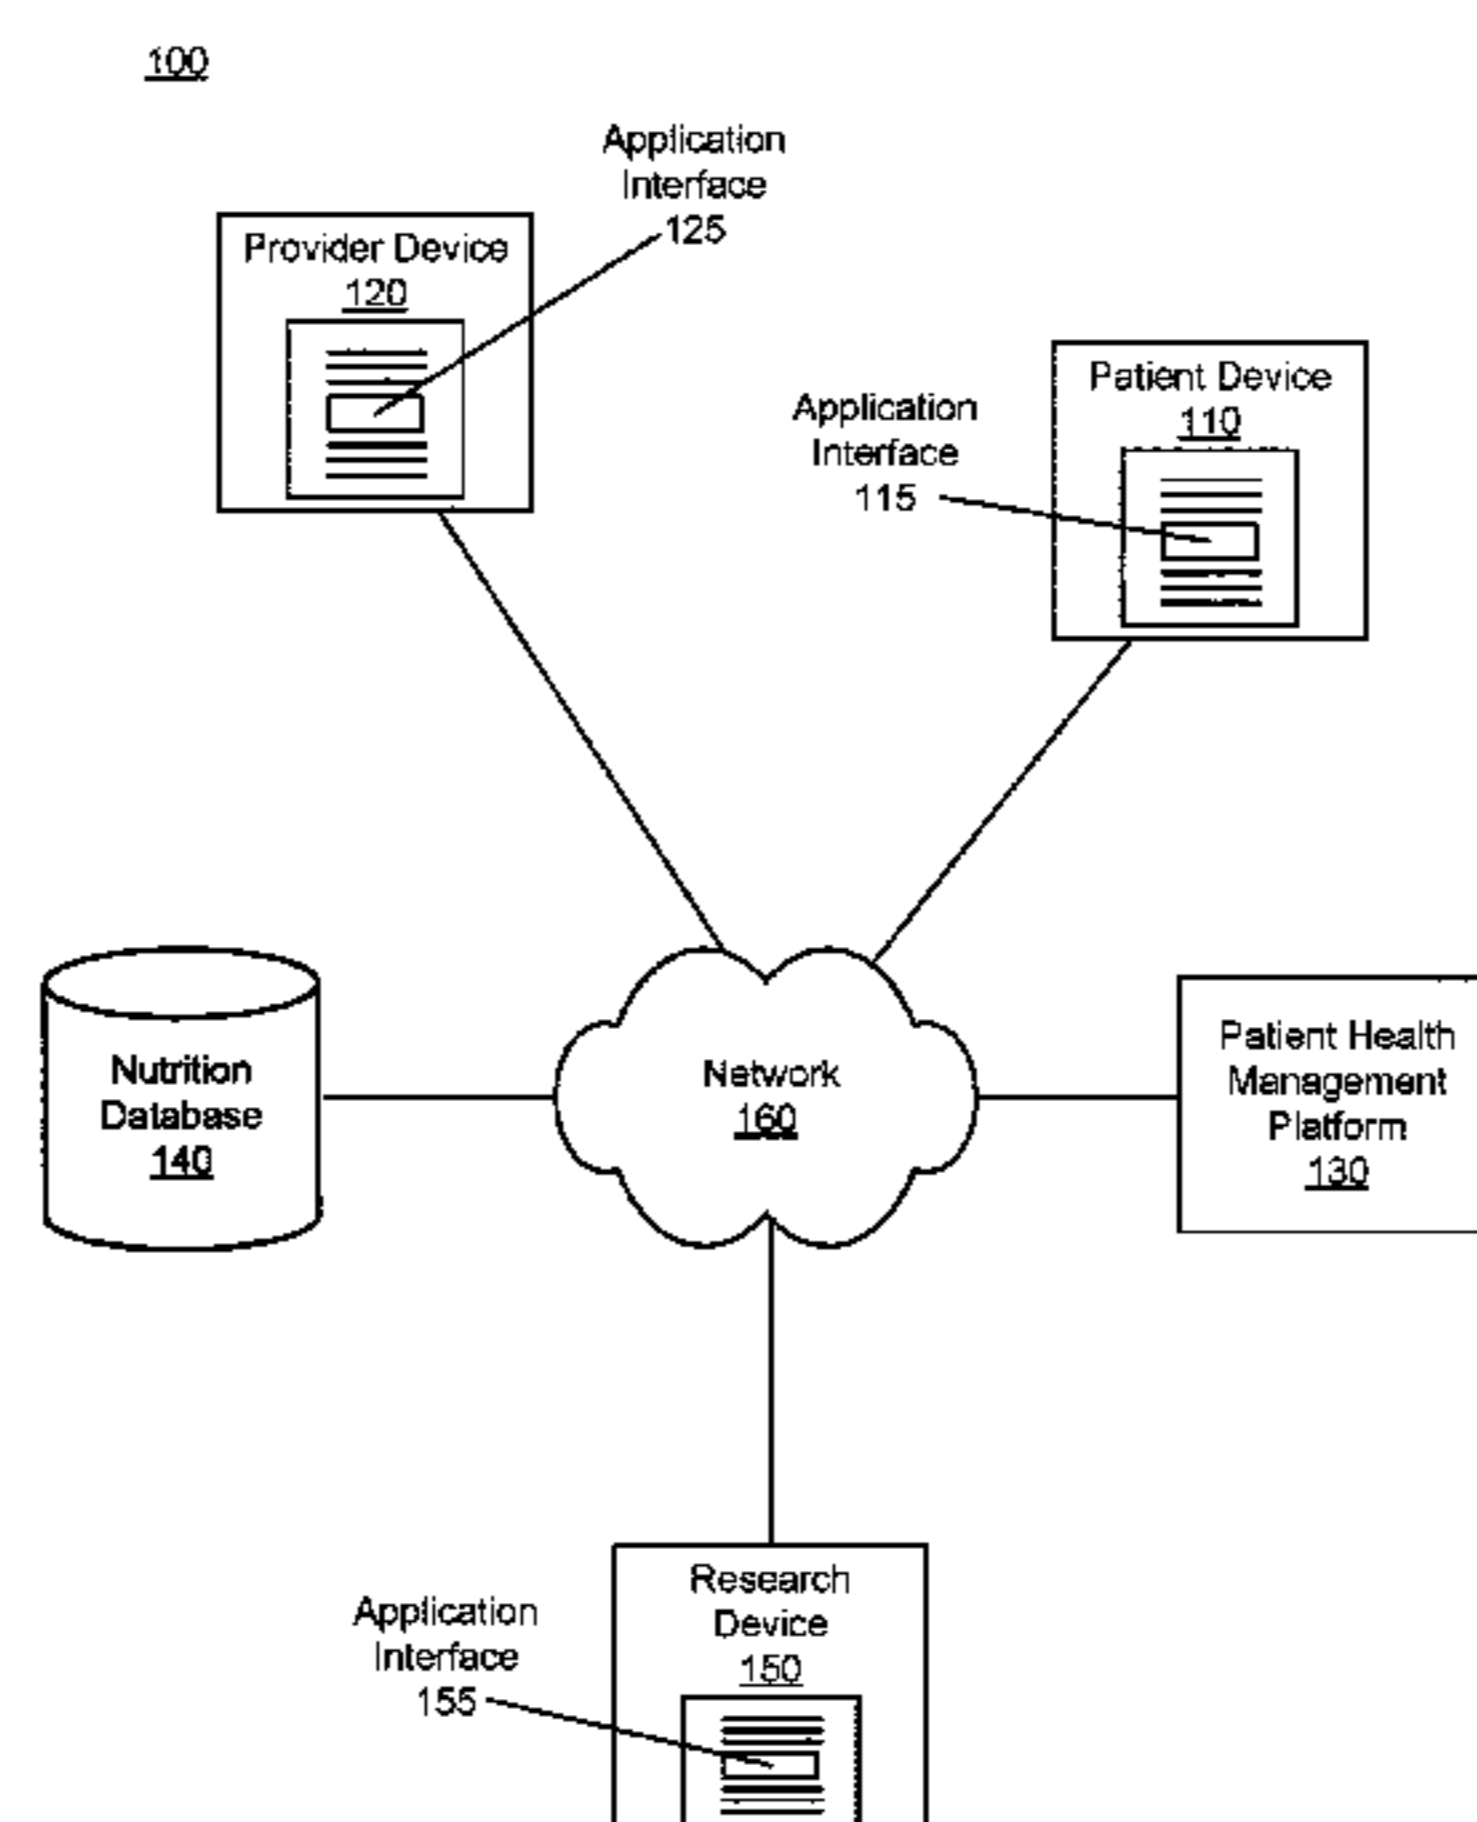 100
Application
Interface
125
Provider Device
120
Patient Device
110
Application
Interface
115
Nutrition
Database
140
Network
160
Patient Health
Management
Platform
130
Research
Device
150
Application
Interface
155